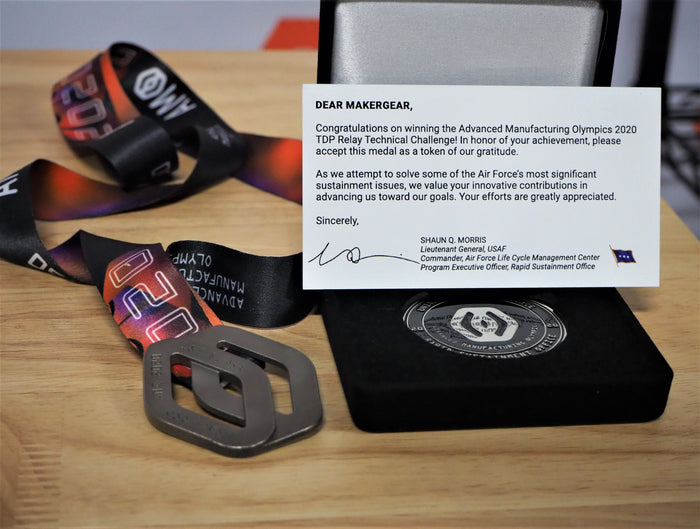 DEAR MAKERGEAR,
Congratulations on winning the Advanced Manufacturing Olympics 2020
TDP Relay Technical Challenge! In honor of your achievement, please
accept this medal as a token of our gratitude.
As we attempt to solve some of the Air Force's most significant
sustainment issues, we value your innovative contributions in
advancing us toward our goals. Your efforts are greatly appreciated.
Sincerely,
SHAUN Q. MORRIS
Lieutenant General, USAF
Commander, Air Force Life Cycle Management Center
Program Executive Officer, Rapid Sustainment Office
AMO
2020
ADVANCED
MANUFACTURING
OLYMP
020
MANUFACTURING